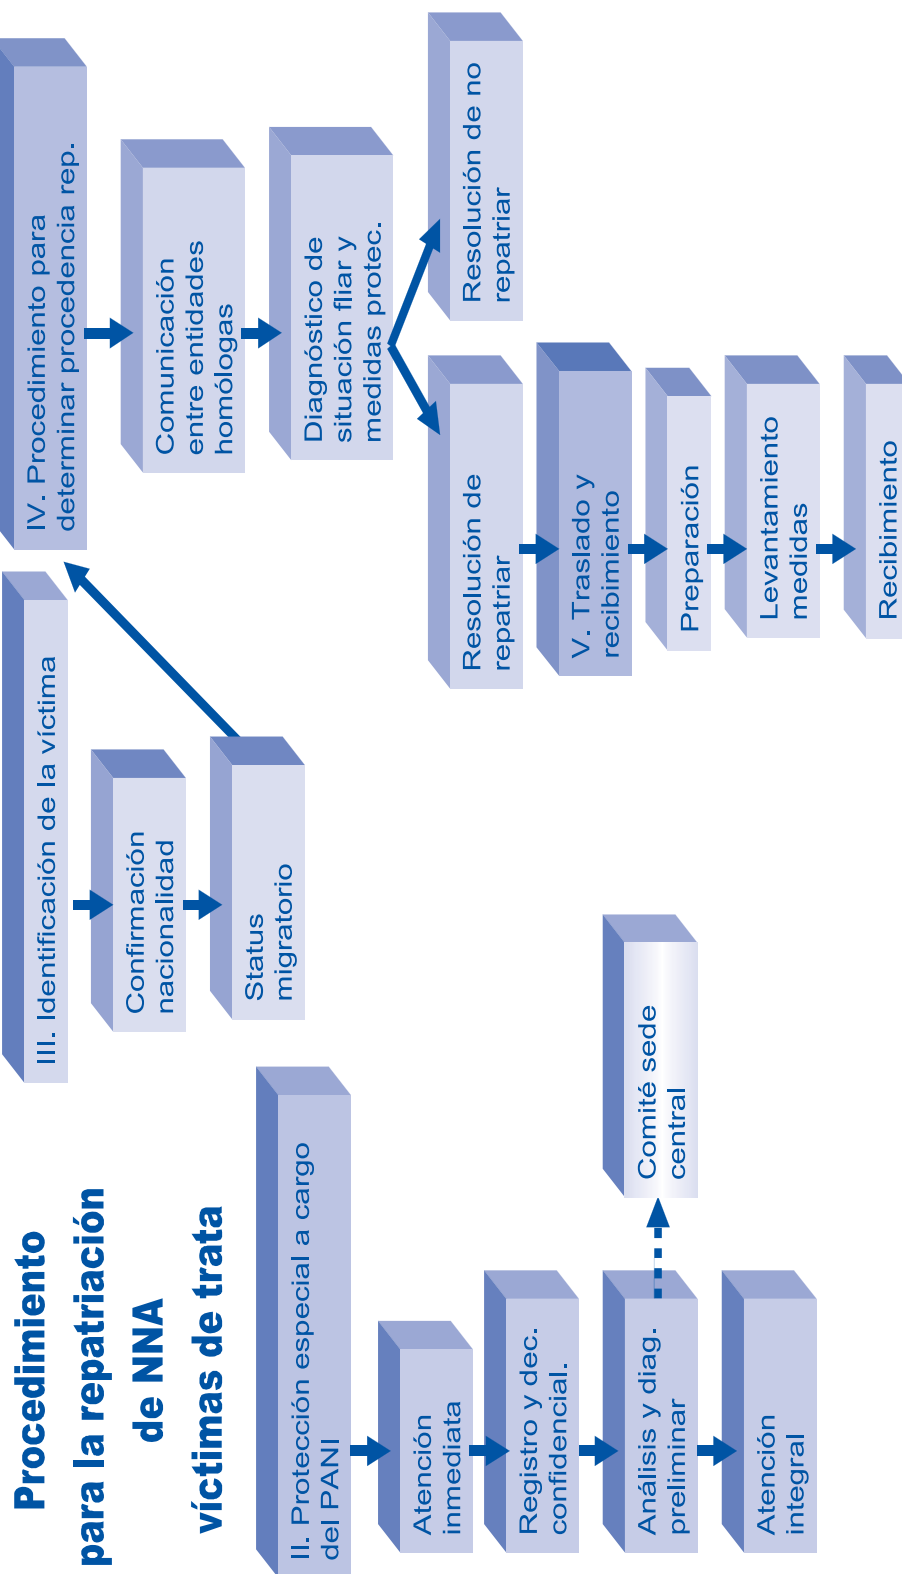 Procedimiento
para la repatriación
de NNA
víctimas de trata
II. Protección especial a cargo
del PANI
Atención
inmediata
Registro y dec.
confidencial.
Análisis y diag.
preliminar
Comité sede
central
Atención
integral
III. Identificación de la víctima
Confirmación
nacionalidad
Status
migratorio
IV. Procedimiento para
determinar procedencia rep.
Comunicación
entre entidades
homólogas
Diagnóstico de
situación fliar y
medidas protec.
Resolución de
repatriar
Resolución de no
repatriar
V. Traslado y
recibimiento
Preparación
Levantamiento
medidas
Recibimiento